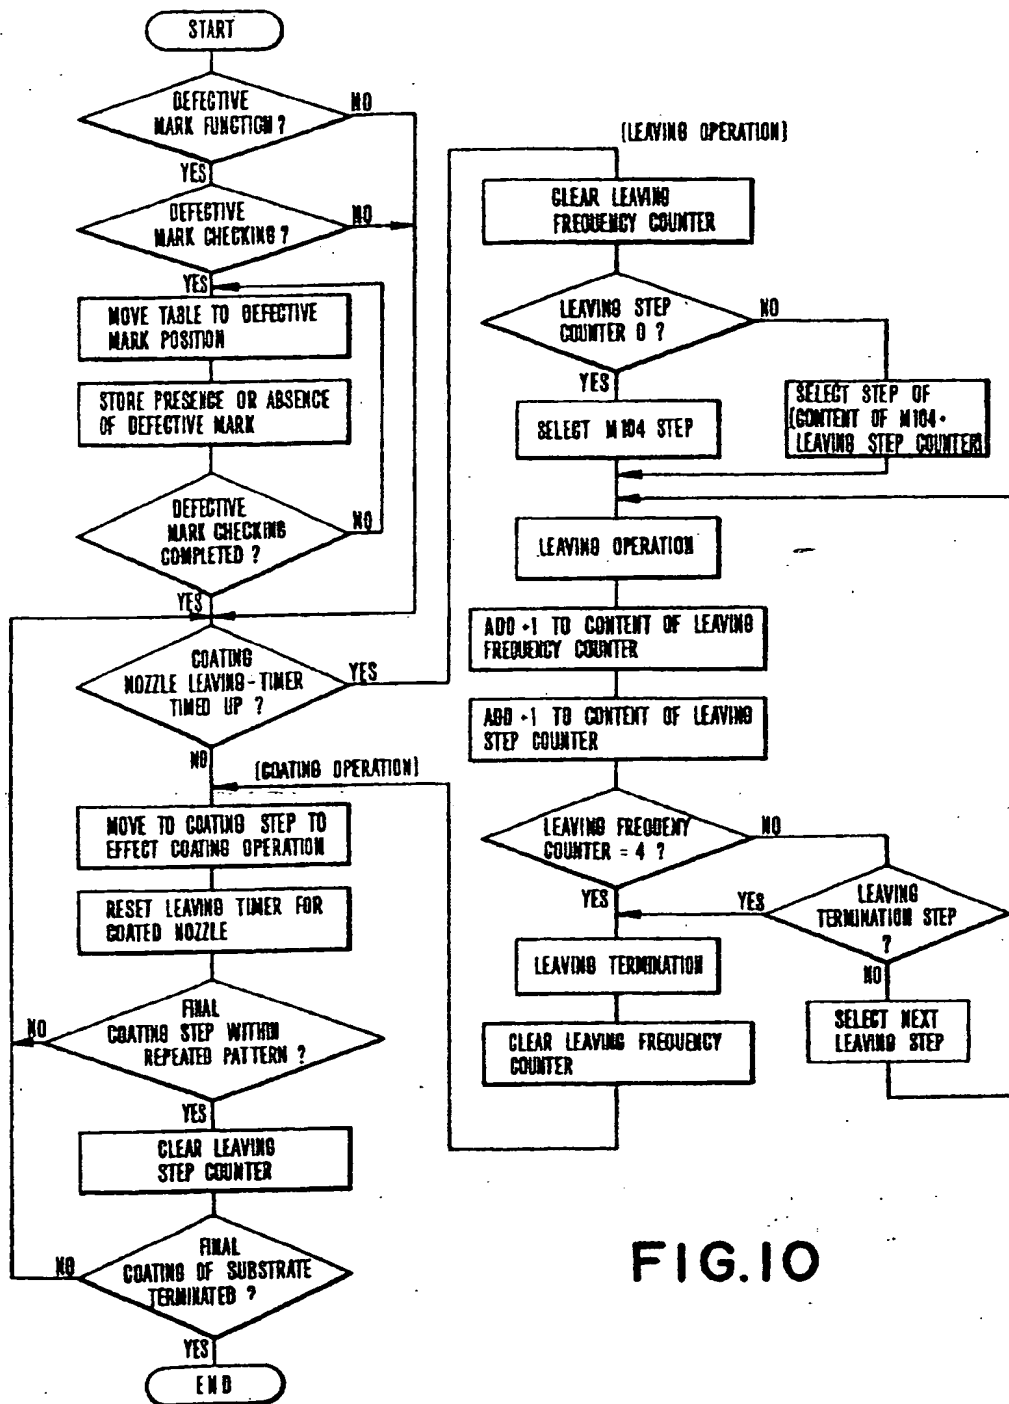 START
DEFECTIVE
MARK FUNCTION?
NO
YES
DEFECTIVE
MARK CHECKING?
NO
YES
MOVE TABLE TO DEFECTIVE
MARK POSITION
STORE PRESENCE OR ABSENCE
OF DEFECTIVE MARK
DEFECTIVE
MARK CHECKING
COMPLETED ?
NO
YES
COATING
NOZZLE LEAVING-TIMER
TIMED UP ?
YES
NO
(COATING OPERATION)
MOVE TO COATING STEP TO
EFFECT COATING OPERATION
RESET LEAVING TIMER FOR
COATED NOZZLE
FINAL
COATING STEP WITHIN
REPEATED PATTERN ?
NO
YES
CLEAR LEAVING
STEP COUNTER
FINAL
COATING OF SUBSTRATE
TERMINATED ?
NO
YES
END
(LEAVING OPERATION)
CLEAR LEAVING
FREQUENCY COUNTER
LEAVING STEP
COUNTER 0 ?
NO
YES
SELECT M104 STEP
SELECT STEP OF
(CONTENT OF M104+
LEAVING STEP COUNTER)
LEAVING OPERATION
ADD +1 TO CONTENT OF LEAVING
FREQUENCY COUNTER
ADD +1 TO CONTENT OF LEAVING
STEP COUNTER
LEAVING FREQUENY
COUNTER = 4 ?
NO
YES
LEAVING
TERMINATION STEP
?
YES
NO
LEAVING TERMINATION
SELECT NEXT
LEAVING STEP
CLEAR LEAVING FREQUENCY
COUNTER
FIG.10